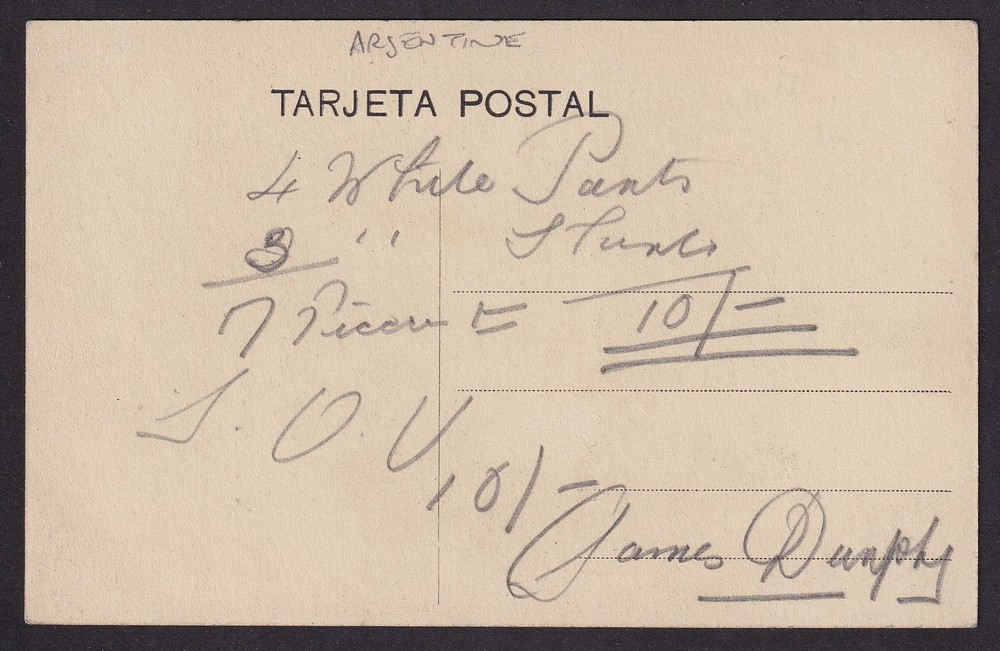 ARGENTINE
TARJETA POSTAL
4 White Pants
3 " Shirts
7 Pieces = 10/-
I. O U
10/-
James Dunphy